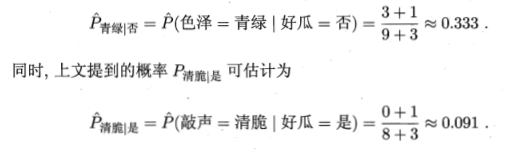 P̂青绿|否 = P̂(色泽 = 青绿 | 好瓜 = 否) = (3 + 1)/(9 + 3) ≈ 0.333 .
同时, 上文提到的概率 P清脆|是 可估计为
P̂清脆|是 = P̂(敲声 = 清脆 | 好瓜 = 是) = (0 + 1)/(8 + 3) ≈ 0.091 .